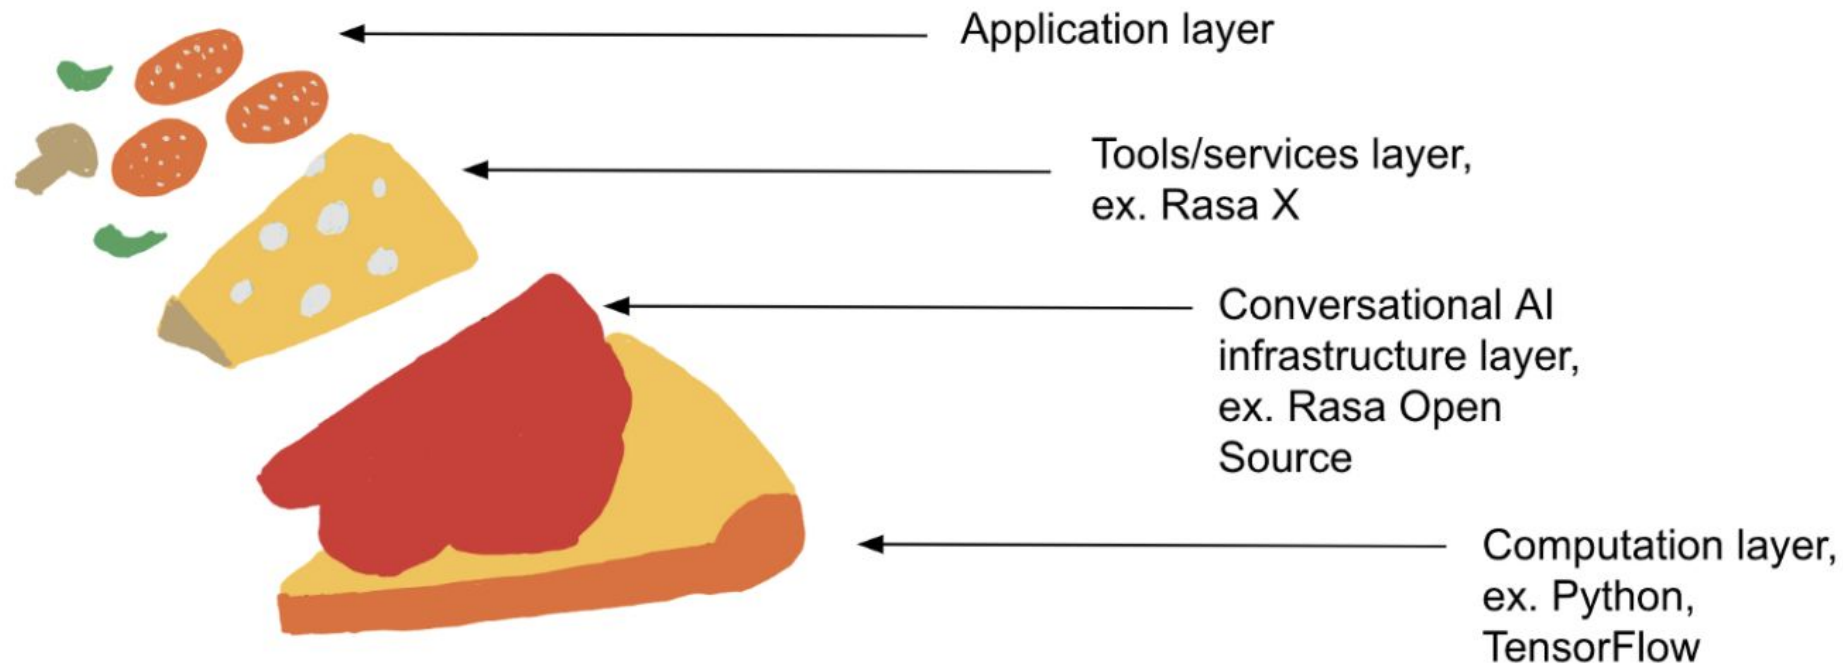 Application layer
Tools/services layer,
ex. Rasa X
Conversational AI
infrastructure layer,
ex. Rasa Open
Source
Computation layer,
ex. Python,
TensorFlow